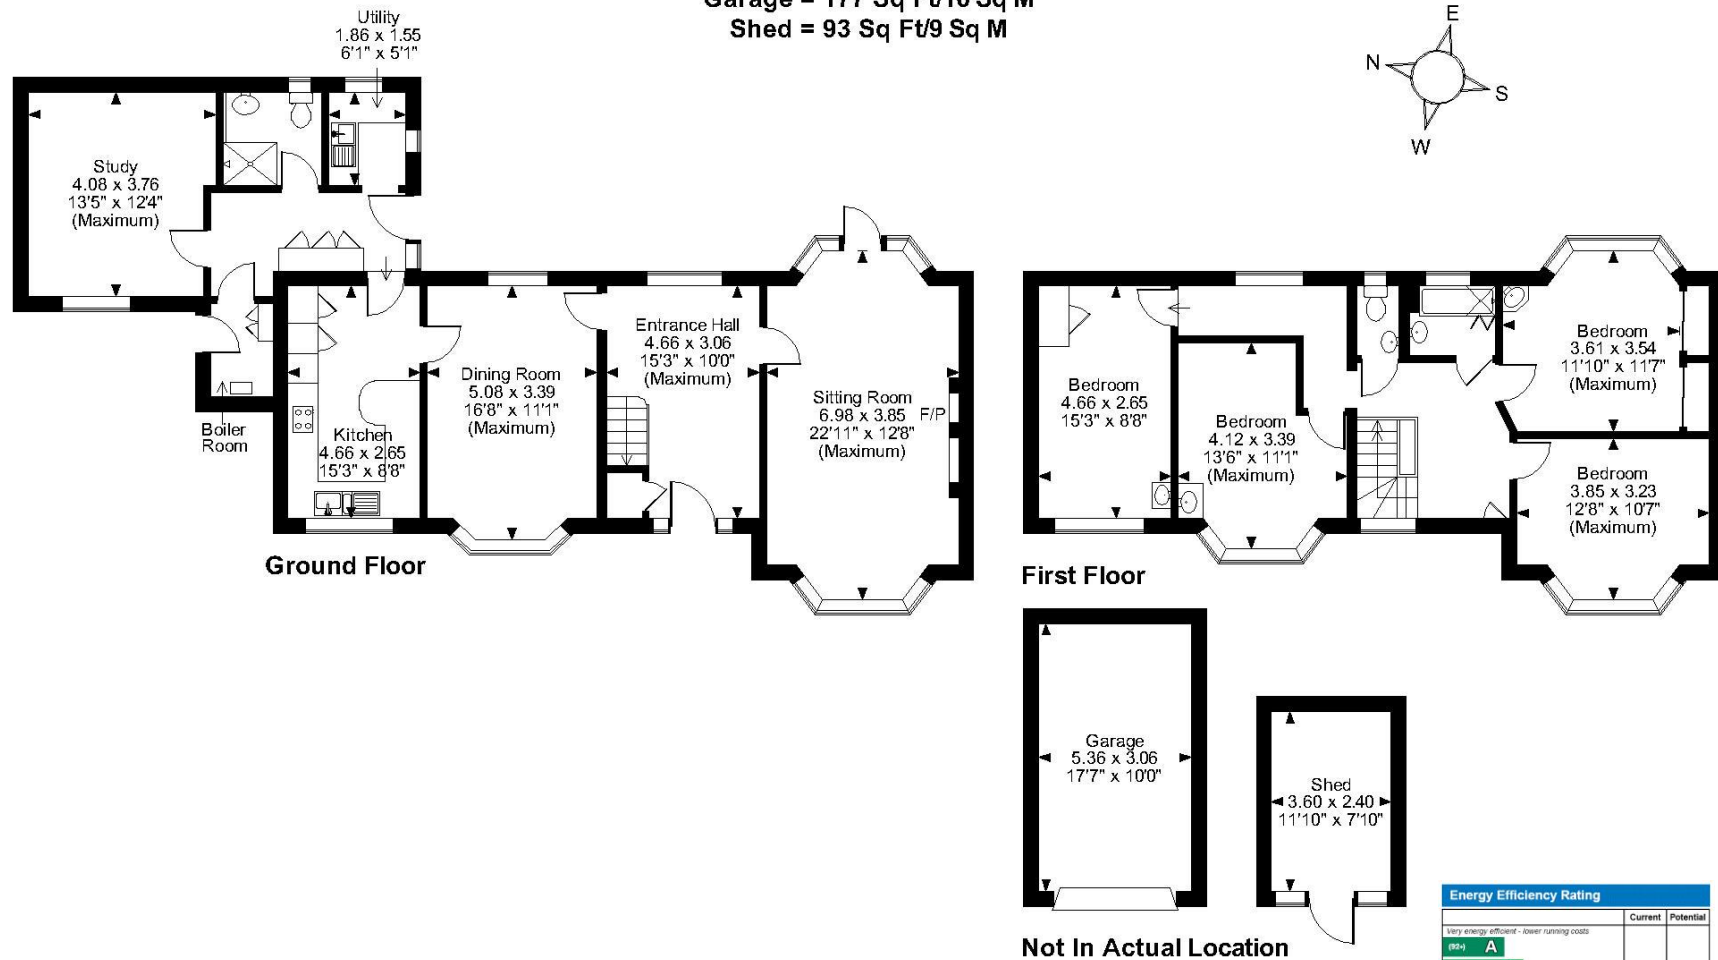 Garage = 177 Sq Ft/16 Sq M
Shed = 93 Sq Ft/9 Sq M
E
N
S
W
Utility
1.86 x 1.55
6'1" x 5'1"
Study
4.08 x 3.76
13'5" x 12'4"
(Maximum)
Boiler
Room
Kitchen
4.66 x 2.65
15'3" x 8'8"
Dining Room
5.08 x 3.39
16'8" x 11'1"
(Maximum)
Entrance Hall
4.66 x 3.06
15'3" x 10'0"
(Maximum)
Sitting Room
6.98 x 3.85
22'11" x 12'8"
(Maximum)
F/P
Ground Floor
Bedroom
4.66 x 2.65
15'3" x 8'8"
Bedroom
4.12 x 3.39
13'6" x 11'1"
(Maximum)
Bedroom
3.61 x 3.54
11'10" x 11'7"
(Maximum)
Bedroom
3.85 x 3.23
12'8" x 10'7"
(Maximum)
First Floor
Garage
5.36 x 3.06
17'7" x 10'0"
Shed
3.60 x 2.40
11'10" x 7'10"
Not In Actual Location
Energy Efficiency Rating
Current Potential
Very energy efficient - lower running costs
(92+) A